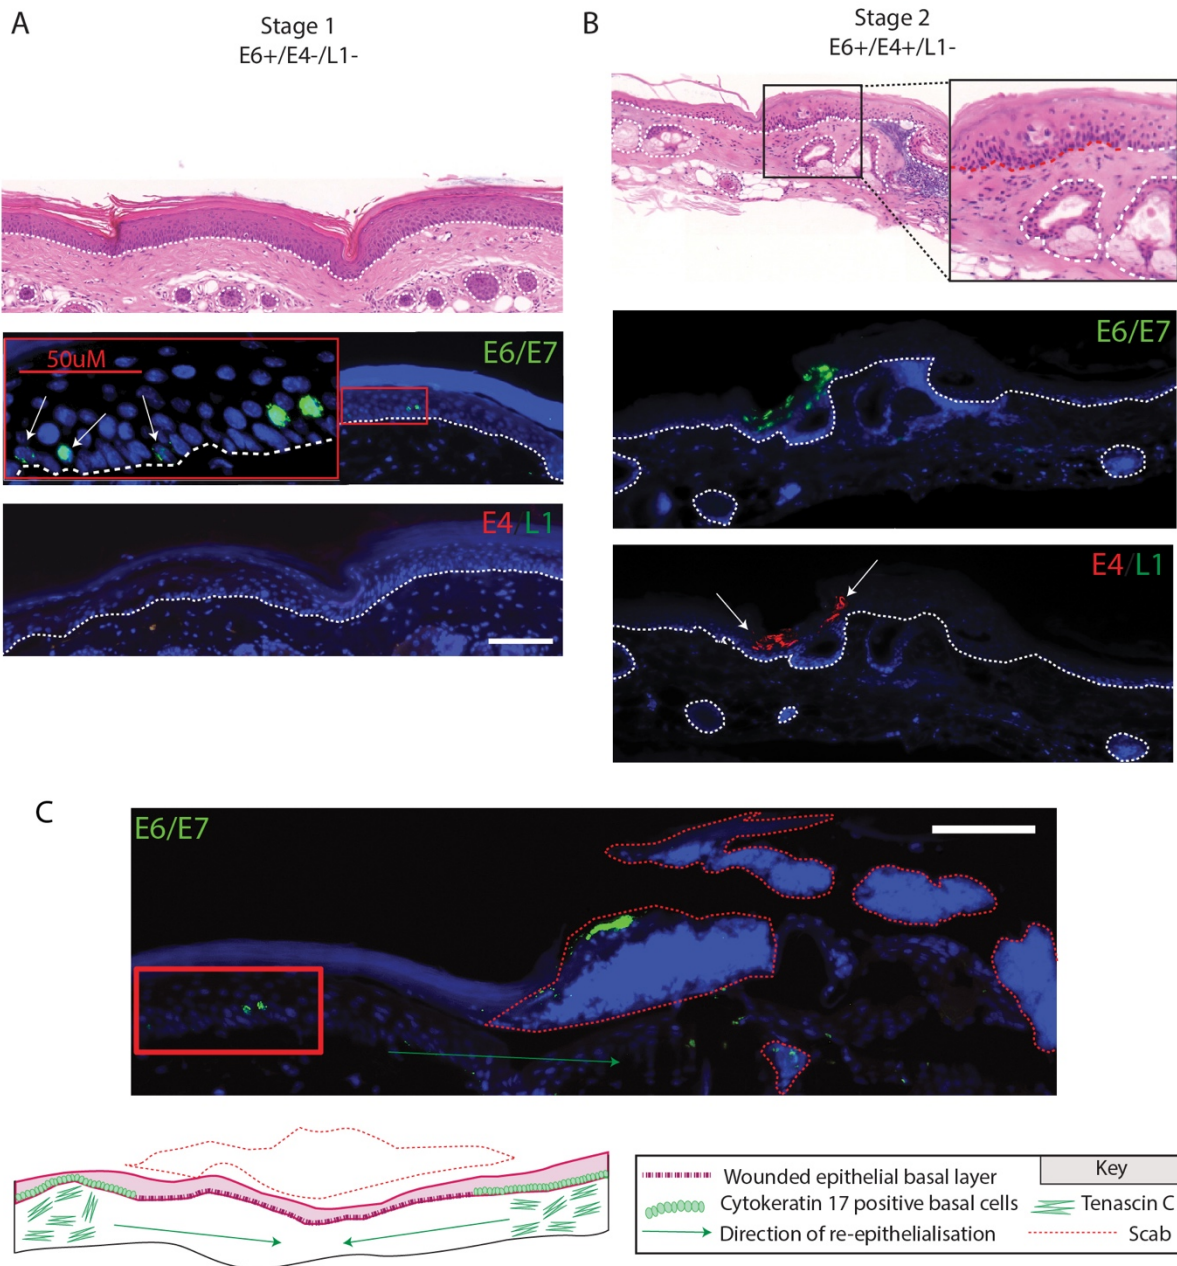 A
Stage 1
E6+/E4-/L1-
B
Stage 2
E6+/E4+/L1-
50uM
E6/E7
E4/L1
E6/E7
E4/L1
C
E6/E7
Key
Wounded epithelial basal layer
Cytokeratin 17 positive basal cells
Tenascin C
Direction of re-epithelialisation
Scab